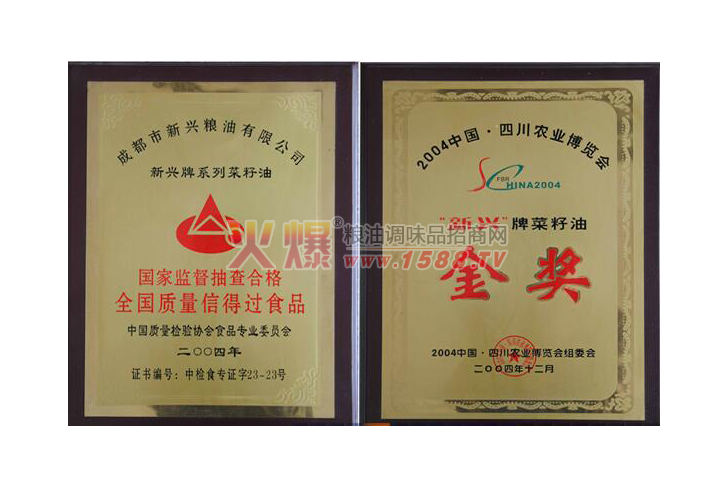 成都市新兴粮油有限公司
新兴牌系列菜籽油
国家监督抽查合格
全国质量信得过食品
中国质量检验协会食品专业委员会
二〇〇四年
证书编号：中检食专证字23-23号
2004中国·四川农业博览会
SC FBR
CHINA2004
“新兴”牌菜籽油
金奖
2004中国·四川农业博览会组委会
二〇〇四年十二月
火爆®粮油调味品招商网
www.1588.TV